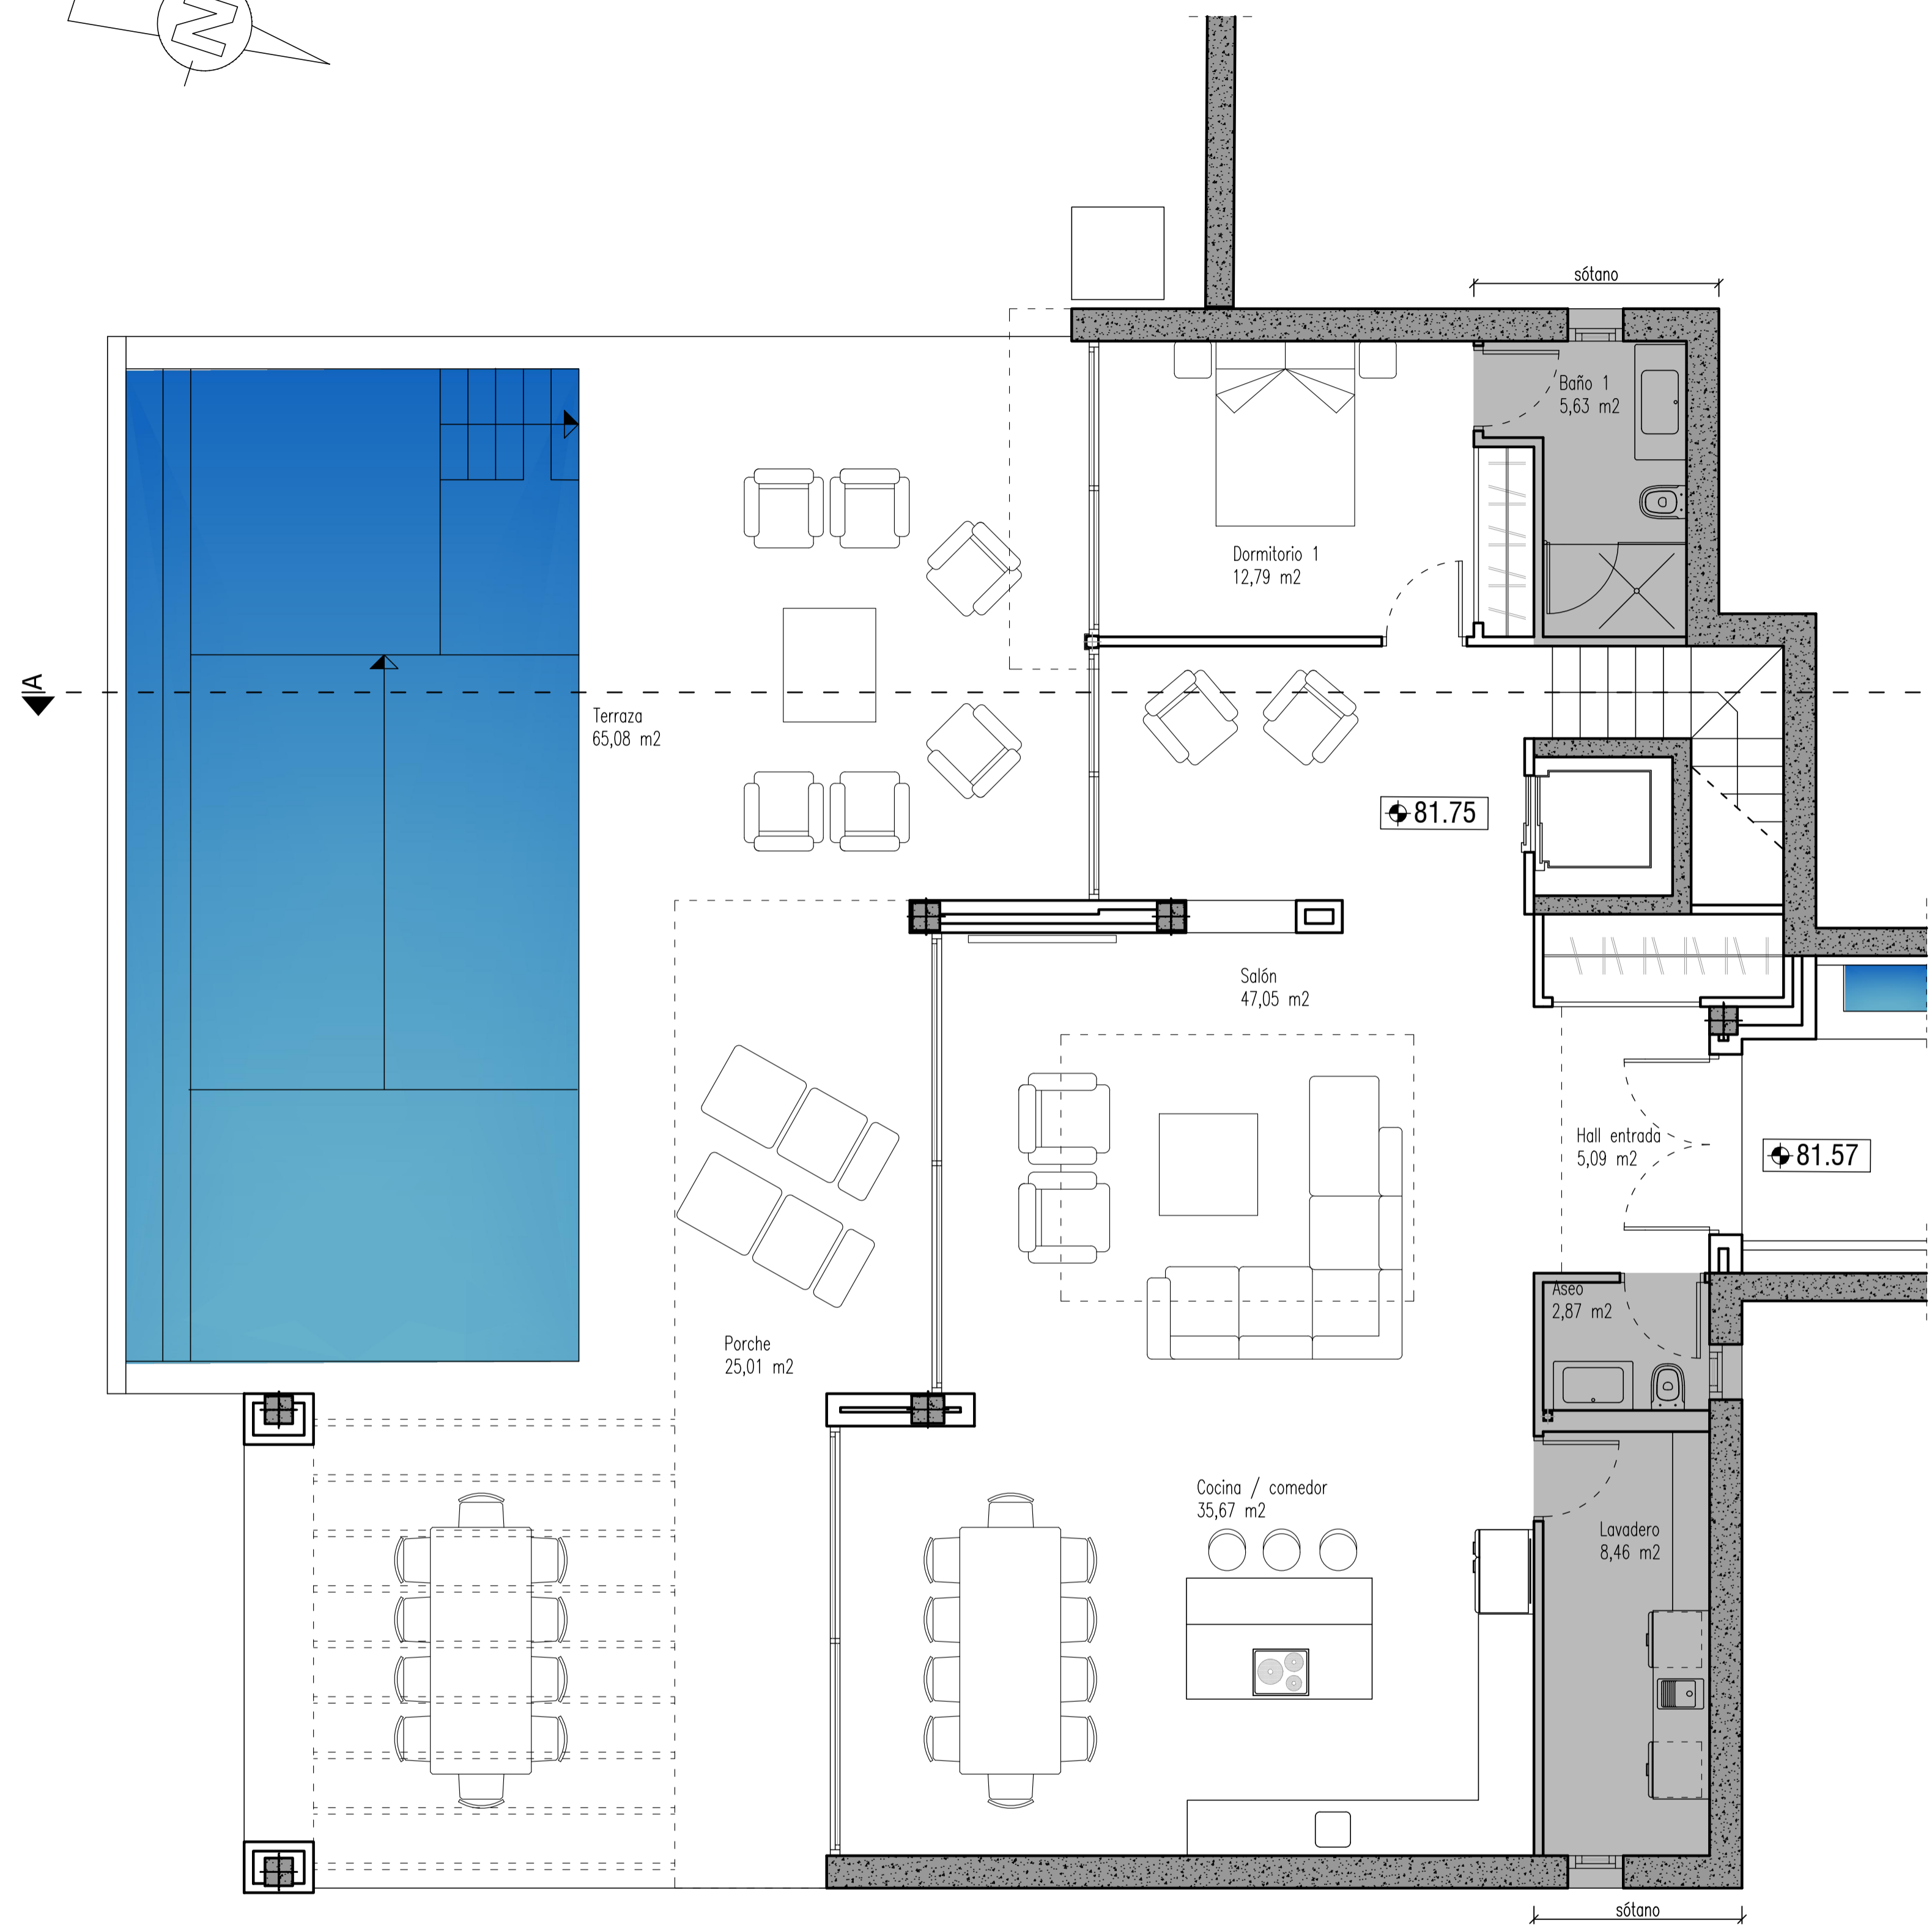 N
sótano
Baño 1
5,63 m2
Dormitorio 1
12,79 m2
A
Terraza
65,08 m2
81.75
Salón
47,05 m2
Hall entrada
5,09 m2
81.57
Aseo
2,87 m2
Porche
25,01 m2
Cocina / comedor
35,67 m2
Lavadero
8,46 m2
sótano